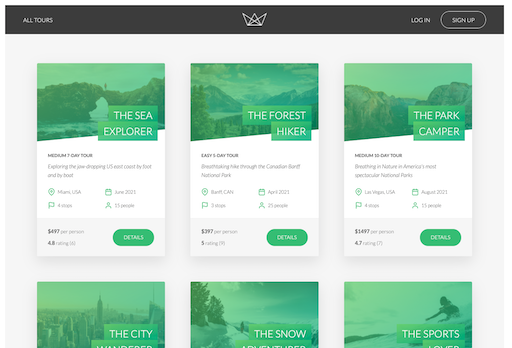 ALL TOURS
LOG IN
SIGN UP
THE SEA
EXPLORER
MEDIUM 7-DAY TOUR
Exploring the jaw-dropping US east coast by foot
and by boat
Miami, USA
June 2021
4 stops
15 people
$497 per person
4.8 rating (6)
DETAILS
THE FOREST
HIKER
EASY 5-DAY TOUR
Breathtaking hike through the Canadian Banff
National Park
Banff, CAN
April 2021
3 stops
25 people
$397 per person
5 rating (9)
DETAILS
THE PARK
CAMPER
MEDIUM 10-DAY TOUR
Breathing in Nature in America's most
spectacular National Parks
Las Vegas, USA
August 2021
4 stops
15 people
$1497 per person
4.7 rating (7)
DETAILS
THE CITY
WANDERER
THE SNOW
ADVENTURER
THE SPORTS
LOVER